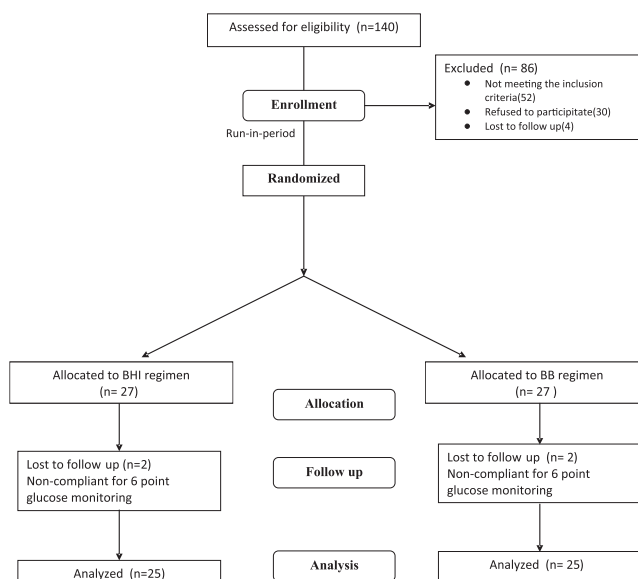 Assessed for eligibility (n=140)
Excluded (n= 86)
● Not meeting the inclusion
criteria(52)
● Refused to participitate(30)
● Lost to follow up(4)
Enrollment
Run-in-period
Randomized
Allocated to BHI regimen
(n= 27)
Allocated to BB regimen
(n= 27 )
Allocation
Lost to follow up (n=2)
Non-compliant for 6 point
glucose monitoring
Follow up
Lost to follow up (n= 2)
Non-compliant for 6 point
glucose monitoring
Analyzed (n=25)
Analysis
Analyzed (n= 25)